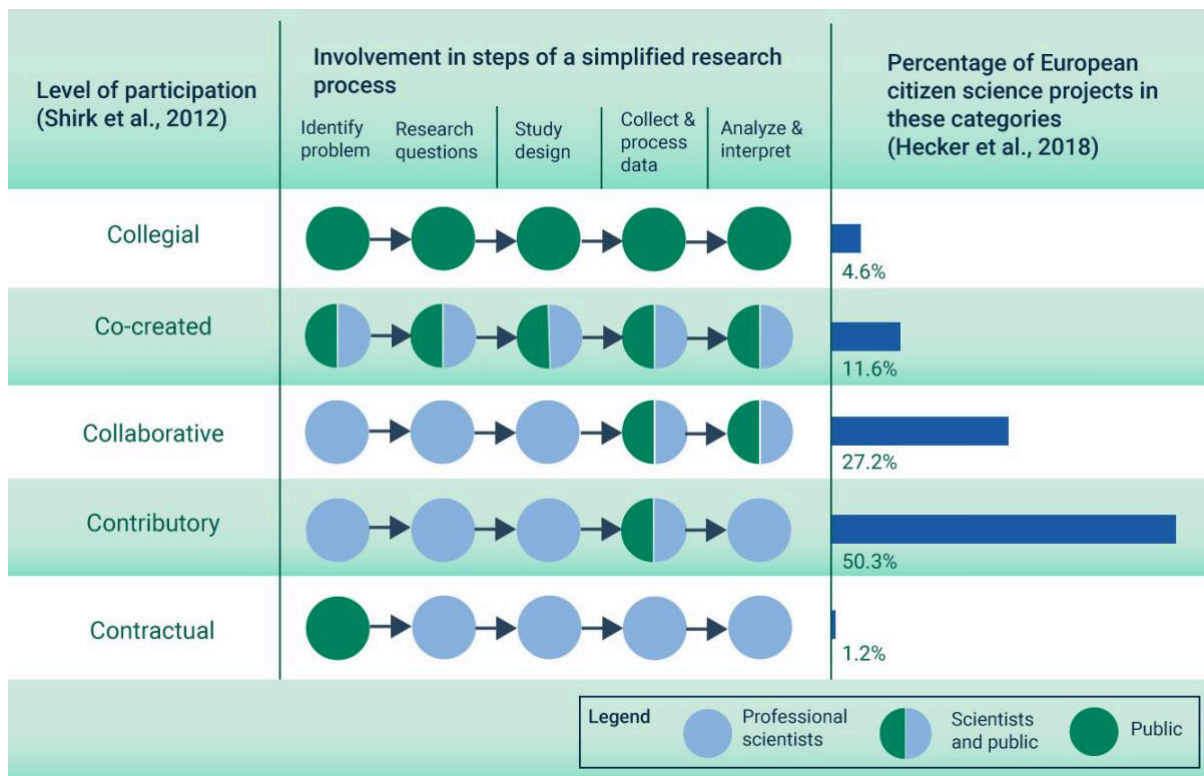 Level of participation
(Shirk et al., 2012)
Involvement in steps of a simplified research
process
Identify
problem
Research
questions
Study
design
Collect &
process
data
Analyze &
interpret
Percentage of European
citizen science projects in
these categories
(Hecker et al., 2018)
Collegial
4.6%
Co-created
11.6%
Collaborative
27.2%
Contributory
50.3%
Contractual
1.2%
Legend
Professional
scientists
Scientists
and public
Public